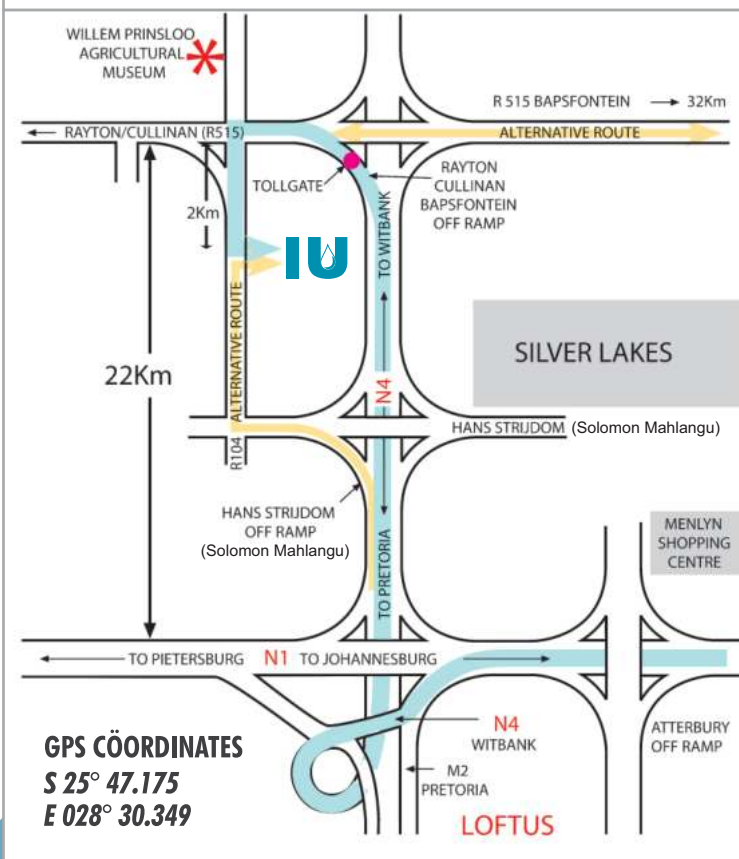 WILLEM PRINSLOO
AGRICULTURAL
MUSEUM
R 515 BAPSFONTEIN
32Km
RAYTON/CULLINAN (R515)
ALTERNATIVE ROUTE
TOLLGATE
RAYTON
CULLINAN
BAPSFONTEIN
OFF RAMP
2Km
TO WITBANK
IU
ALTERNATIVE ROUTE
SILVER LAKES
22Km
N4
R104
HANS STRIJDOM (Solomon Mahlangu)
HANS STRIJDOM
OFF RAMP
(Solomon Mahlangu)
TO PRETORIA
MENLYN
SHOPPING
CENTRE
TO PIETERSBURG N1 TO JOHANNESBURG
N4
WITBANK
ATTERBURY
OFF RAMP
M2
PRETORIA
GPS CÖORDINATES
S 25° 47.175
E 028° 30.349
LOFTUS